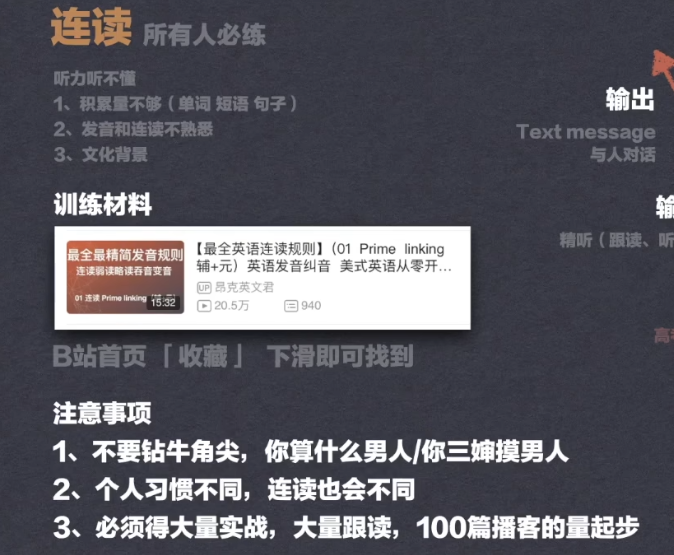 连读 所有人必练
听力听不懂
1、积累量不够（单词 短语 句子）
2、发音和连读不熟悉
3、文化背景
输出
Text message
与人对话
训练材料
最全最精简发音规则
连读弱读略读吞音变音
01 连读 Prime linking
15:32
【最全英语连读规则】（01 Prime linking
辅+元）英语发音纠音 美式英语从零开…
UP 昂克英文君
20.5万 940
输
精听（跟读、听
B站首页「收藏」 下滑即可找到
高考
注意事项
1、不要钻牛角尖，你算什么男人/你三婶摸男人
2、个人习惯不同，连读也会不同
3、必须得大量实战，大量跟读，100篇播客的量起步